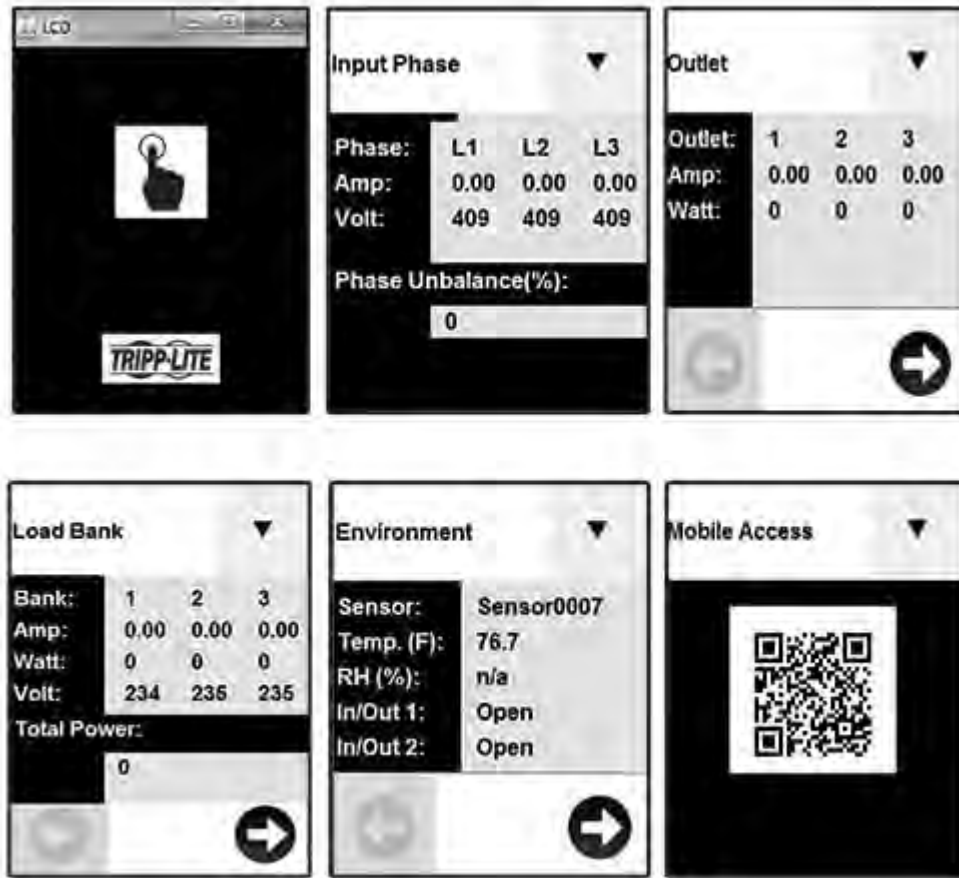 LCD
TRIPP·LITE
Input Phase
Phase: L1 L2 L3
Amp: 0.00 0.00 0.00
Volt: 409 409 409
Phase Unbalance(%):
0
Outlet
Outlet: 1 2 3
Amp: 0.00 0.00 0.00
Watt: 0 0 0
Load Bank
Bank: 1 2 3
Amp: 0.00 0.00 0.00
Watt: 0 0 0
Volt: 234 235 235
Total Power:
0
Environment
Sensor: Sensor0007
Temp. (F): 76.7
RH (%): n/a
In/Out 1: Open
In/Out 2: Open
Mobile Access